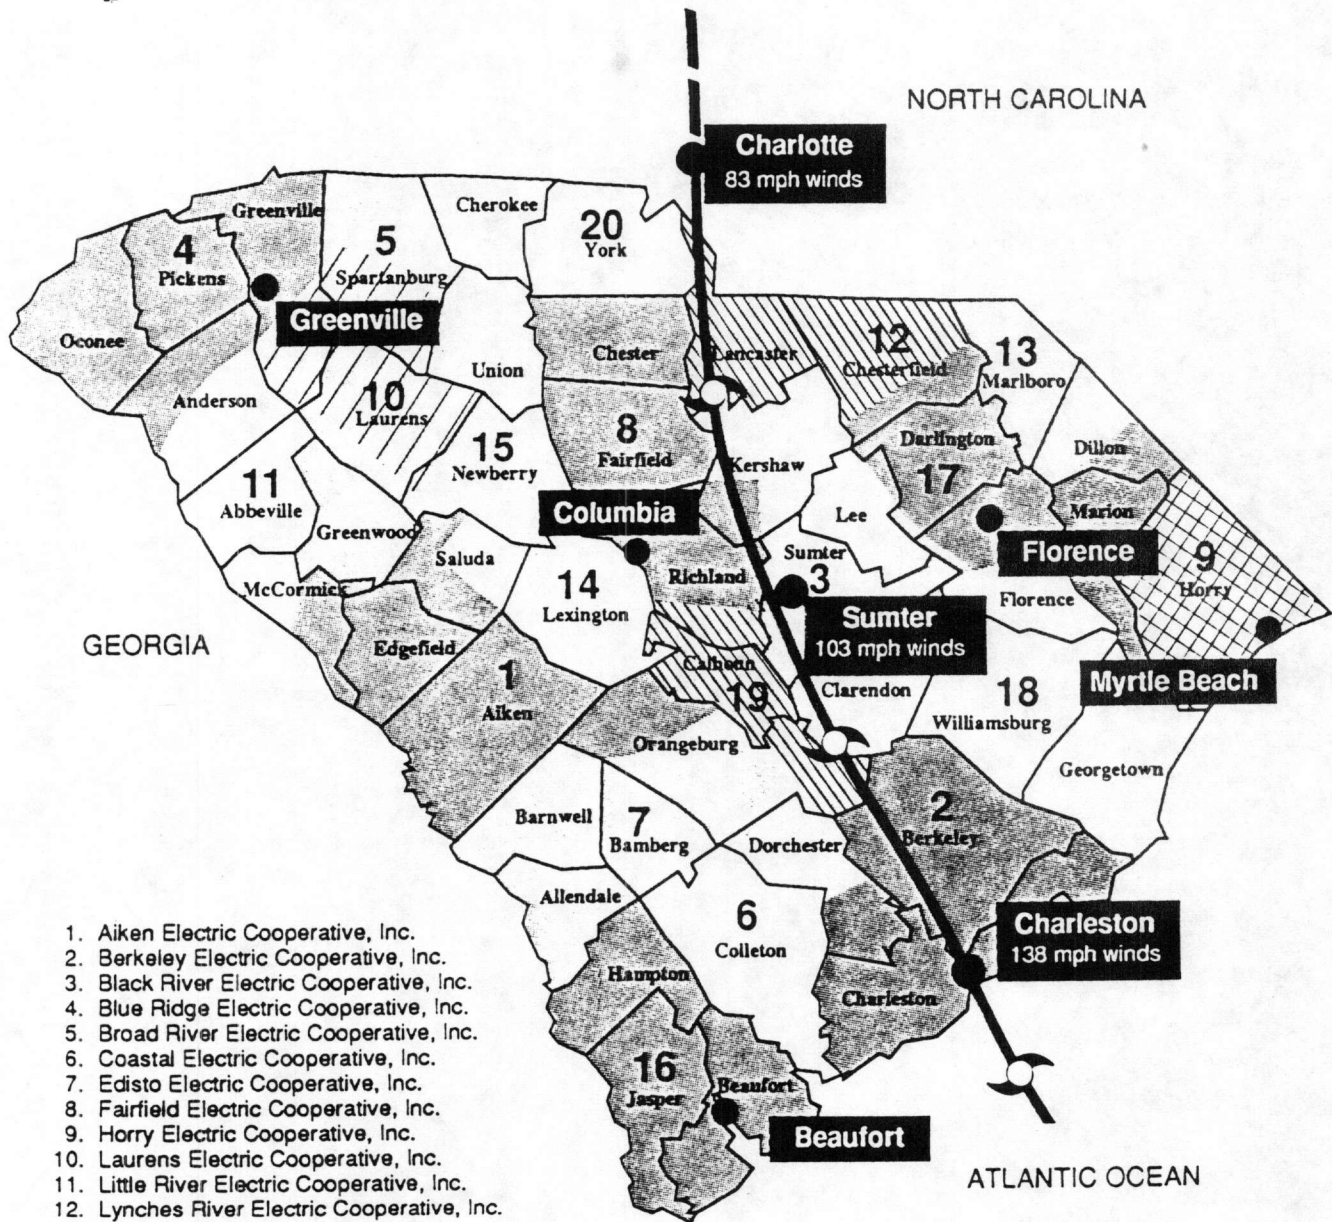 NORTH CAROLINA
Charlotte
83 mph winds
Greenville
Cherokee
20
York
4
Pickens
5
Spartanburg
Greenville
Oconee
Chester
Lancaster
12
Chesterfield
13
Marlboro
Union
Anderson
10
Laurens
8
Fairfield
15
Newberry
Kershaw
Darlington
17
Dillon
11
Abbeville
Columbia
Lee
Marion
Greenwood
Saluda
Sumter
Florence
9
Horry
McCormick
14
Lexington
Richland
3
Florence
GEORGIA
Edgefield
Sumter
103 mph winds
1
Aiken
Calhoun
19
Clarendon
Myrtle Beach
18
Williamsburg
Orangeburg
Georgetown
Barnwell
7
Bamberg
Dorchester
2
Berkeley
Allendale
6
Colleton
Charleston
138 mph winds
Hampton
Charleston
16
Jasper
Beaufort
Beaufort
ATLANTIC OCEAN
1. Aiken Electric Cooperative, Inc.
2. Berkeley Electric Cooperative, Inc.
3. Black River Electric Cooperative, Inc.
4. Blue Ridge Electric Cooperative, Inc.
5. Broad River Electric Cooperative, Inc.
6. Coastal Electric Cooperative, Inc.
7. Edisto Electric Cooperative, Inc.
8. Fairfield Electric Cooperative, Inc.
9. Horry Electric Cooperative, Inc.
10. Laurens Electric Cooperative, Inc.
11. Little River Electric Cooperative, Inc.
12. Lynches River Electric Cooperative, Inc.